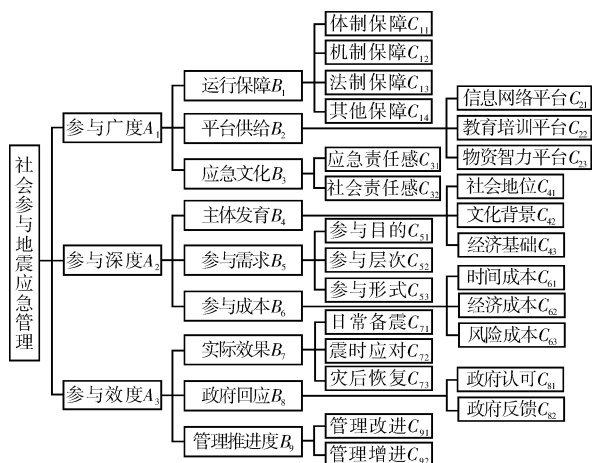 社会参与地震应急管理
参与广度A1
参与深度A2
参与效度A3
运行保障B1
平台供给B2
应急文化B3
主体发育B4
参与需求B5
参与成本B6
实际效果B7
政府回应B8
管理推进度B9
体制保障C11
机制保障C12
法制保障C13
其他保障C14
信息网络平台C21
教育培训平台C22
物资智力平台C23
应急责任感C31
社会责任感C32
社会地位C41
文化背景C42
经济基础C43
参与目的C51
参与层次C52
参与形式C53
时间成本C61
经济成本C62
风险成本C63
日常备震C71
震时应对C72
灾后恢复C73
政府认可C81
政府反馈C82
管理改进C91
管理增进C92